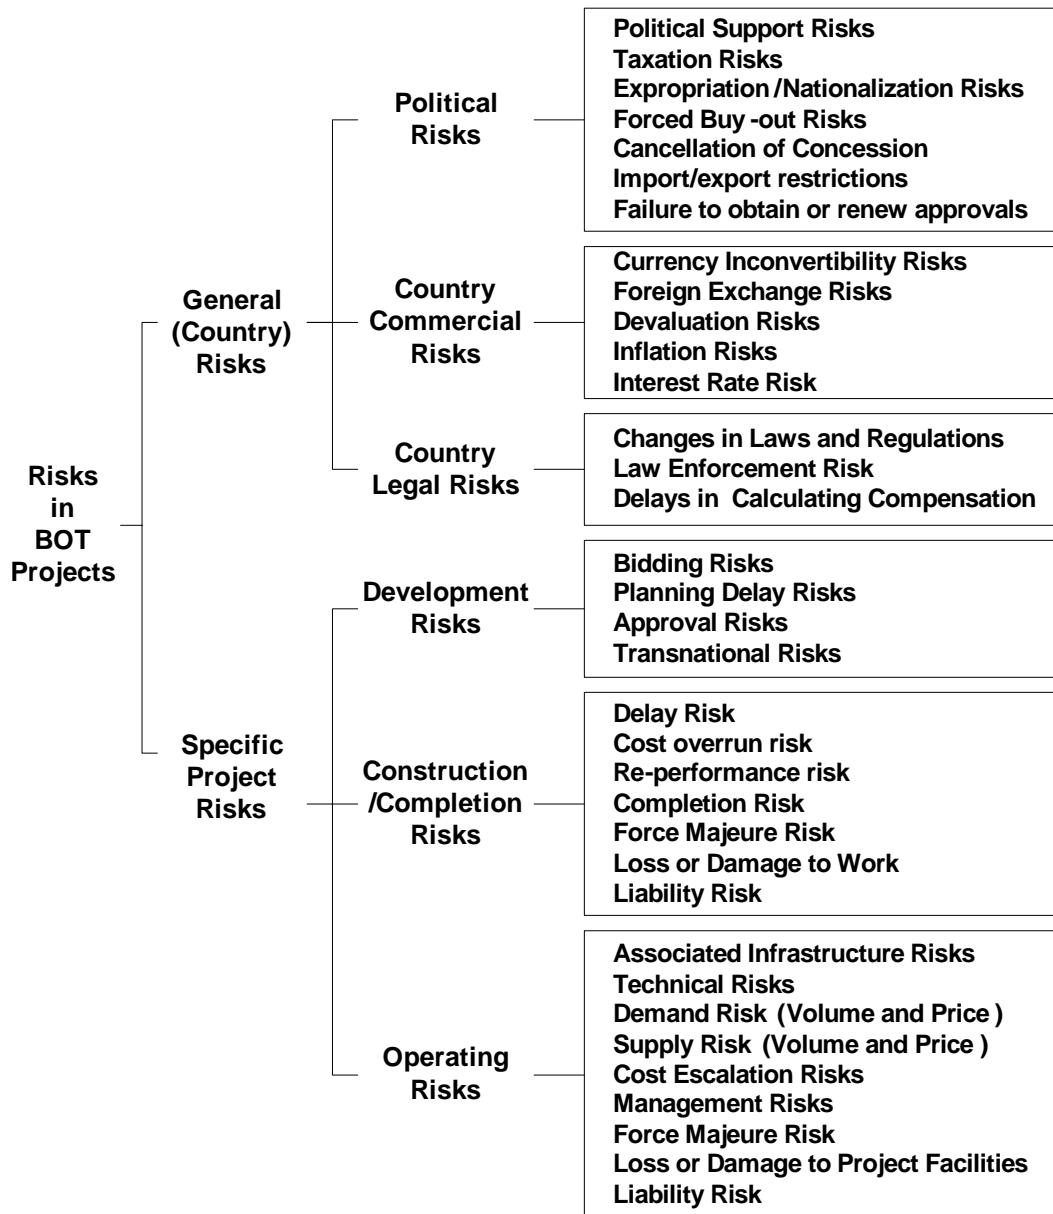 Risks
in
BOT
Projects
General
(Country)
Risks
Political
Risks
Political Support Risks
Taxation Risks
Expropriation/Nationalization Risks
Forced Buy-out Risks
Cancellation of Concession
Import/export restrictions
Failure to obtain or renew approvals
Country
Commercial
Risks
Currency Inconvertibility Risks
Foreign Exchange Risks
Devaluation Risks
Inflation Risks
Interest Rate Risk
Country
Legal Risks
Changes in Laws and Regulations
Law Enforcement Risk
Delays in Calculating Compensation
Specific
Project
Risks
Development
Risks
Bidding Risks
Planning Delay Risks
Approval Risks
Transnational Risks
Construction
/Completion
Risks
Delay Risk
Cost overrun risk
Re-performance risk
Completion Risk
Force Majeure Risk
Loss or Damage to Work
Liability Risk
Operating
Risks
Associated Infrastructure Risks
Technical Risks
Demand Risk (Volume and Price)
Supply Risk (Volume and Price)
Cost Escalation Risks
Management Risks
Force Majeure Risk
Loss or Damage to Project Facilities
Liability Risk